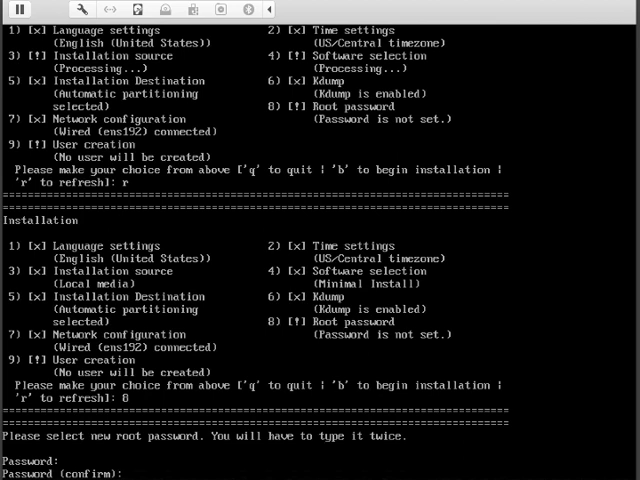 1) [x] Language settings 2) [x] Time settings
(English (United States)) (US/Central timezone)
3) [!] Installation source 4) [!] Software selection
(Processing...) (Processing...)
5) [x] Installation Destination 6) [x] Kdump
(Automatic partitioning (Kdump is enabled)
selected) 8) [!] Root password
7) [x] Network configuration (Password is not set.)
(Wired (ens192) connected)
9) [!] User creation
(No user will be created)
Please make your choice from above ['q' to quit | 'b' to begin installation |
'r' to refresh]: r
================================================================================
================================================================================
Installation
1) [x] Language settings 2) [x] Time settings
(English (United States)) (US/Central timezone)
3) [x] Installation source 4) [x] Software selection
(Local media) (Minimal Install)
5) [x] Installation Destination 6) [x] Kdump
(Automatic partitioning (Kdump is enabled)
selected) 8) [!] Root password
7) [x] Network configuration (Password is not set.)
(Wired (ens192) connected)
9) [!] User creation
(No user will be created)
Please make your choice from above ['q' to quit | 'b' to begin installation |
'r' to refresh]: 8
================================================================================
================================================================================
Please select new root password. You will have to type it twice.
Password:
Password (confirm):